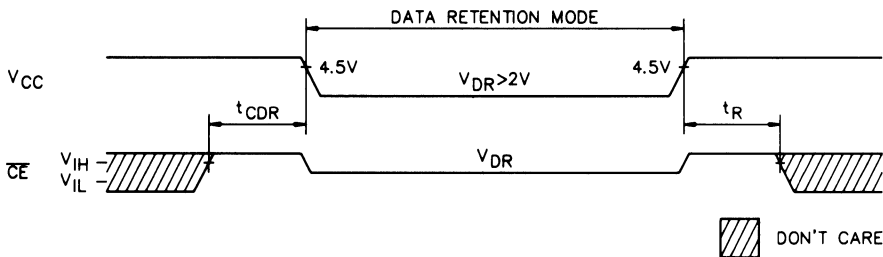 DATA RETENTION MODE
VCC
4.5V
VDR>2V
4.5V
tCDR
tR
CE
VIH
VIL
VDR
DON'T CARE